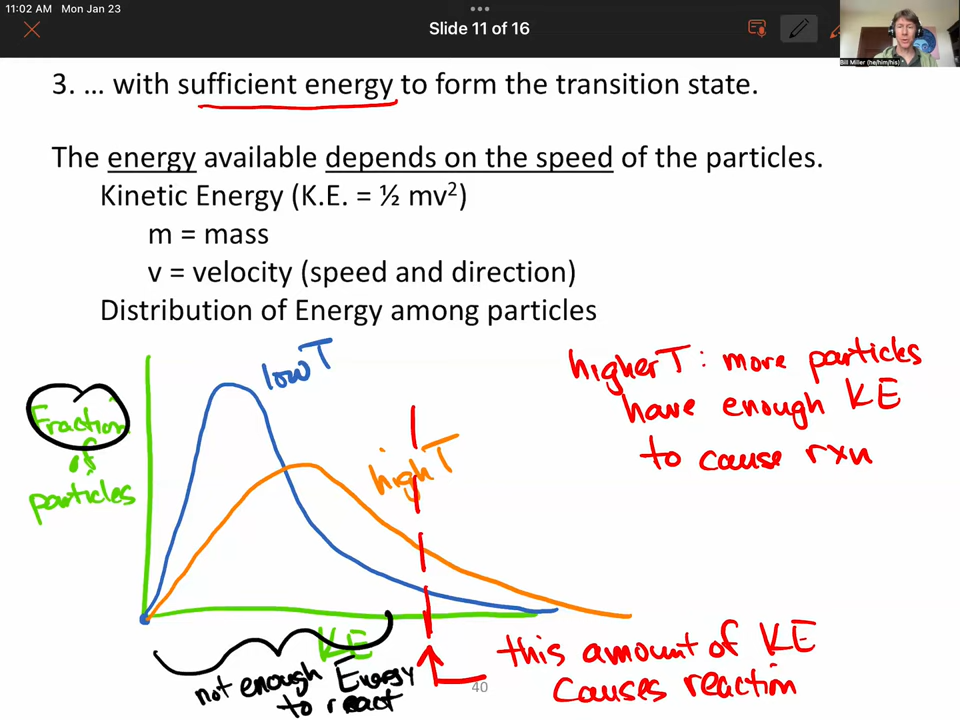 11:02 AM Mon Jan 23
Slide 11 of 16
Bill Miller (he/him/his)
3. ... with sufficient energy to form the transition state.
The energy available depends on the speed of the particles.
Kinetic Energy (K.E. = ½ mv²)
m = mass
v = velocity (speed and direction)
Distribution of Energy among particles
low T
high T
Fraction
of
particles
higher T : more particles
have enough KE
to cause rxn
KE
not enough Energy
to react
this amount of KE
causes reaction
40